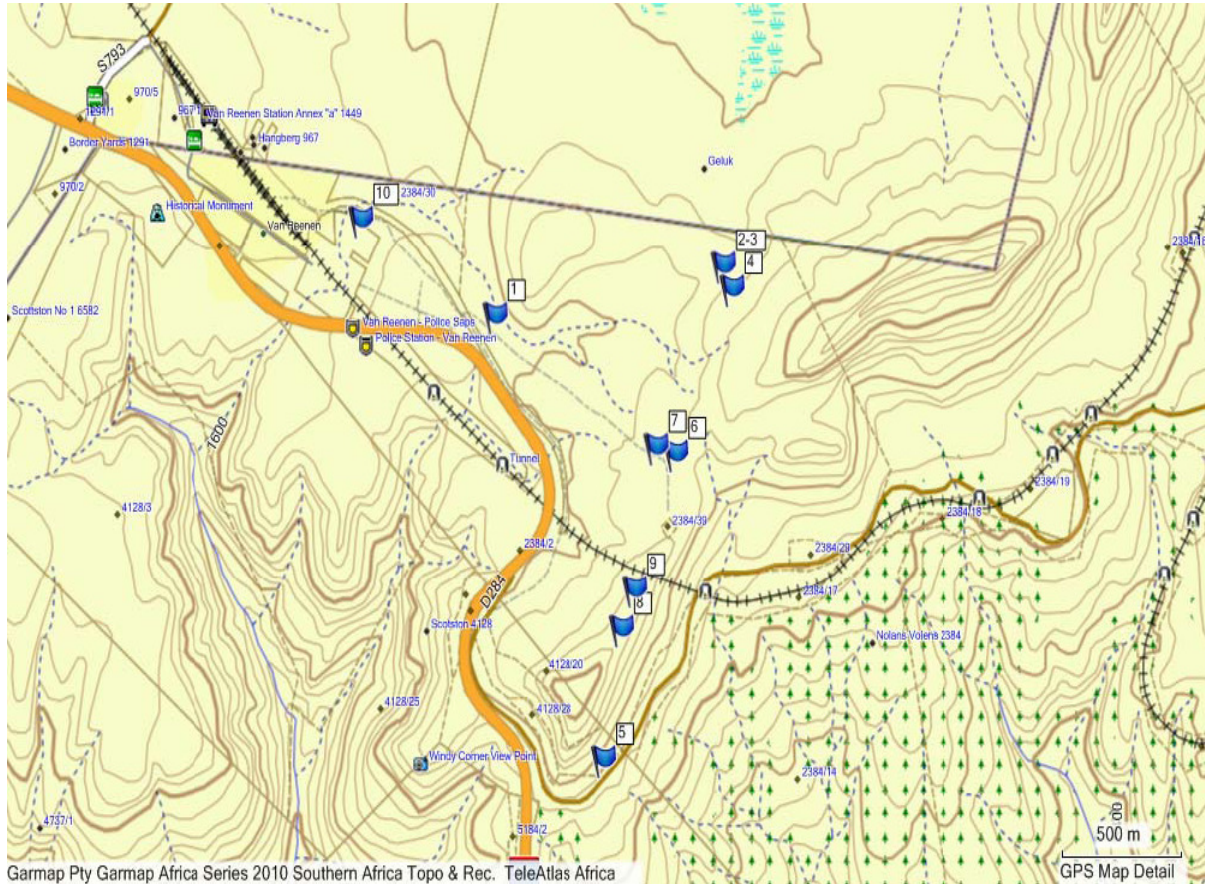 S793
970/5
1291/1
967/1
Van Reenen Station Annex "a" 1449
Hangberg 967
Border Yards 1291
Geluk
970/2
10
2384/30
Historical Monument
Van Reenen
2-3
4
2384/16
1
Scottston No 1 6582
Van Reenen - Police Saps
Police Station - Van Reenen
1600
7
6
Tunnel
4128/3
2384/39
2384/19
2384/18
2384/2
2384/29
9
D284
2384/17
8
Scotston 4128
Nolans Volens 2384
4128/20
4128/25
4128/28
5
Windy Corner View Point
2384/14
4737/1
5184/2
500 m
Garmap Pty Garmap Africa Series 2010 Southern Africa Topo & Rec. TeleAtlas Africa
GPS Map Detail